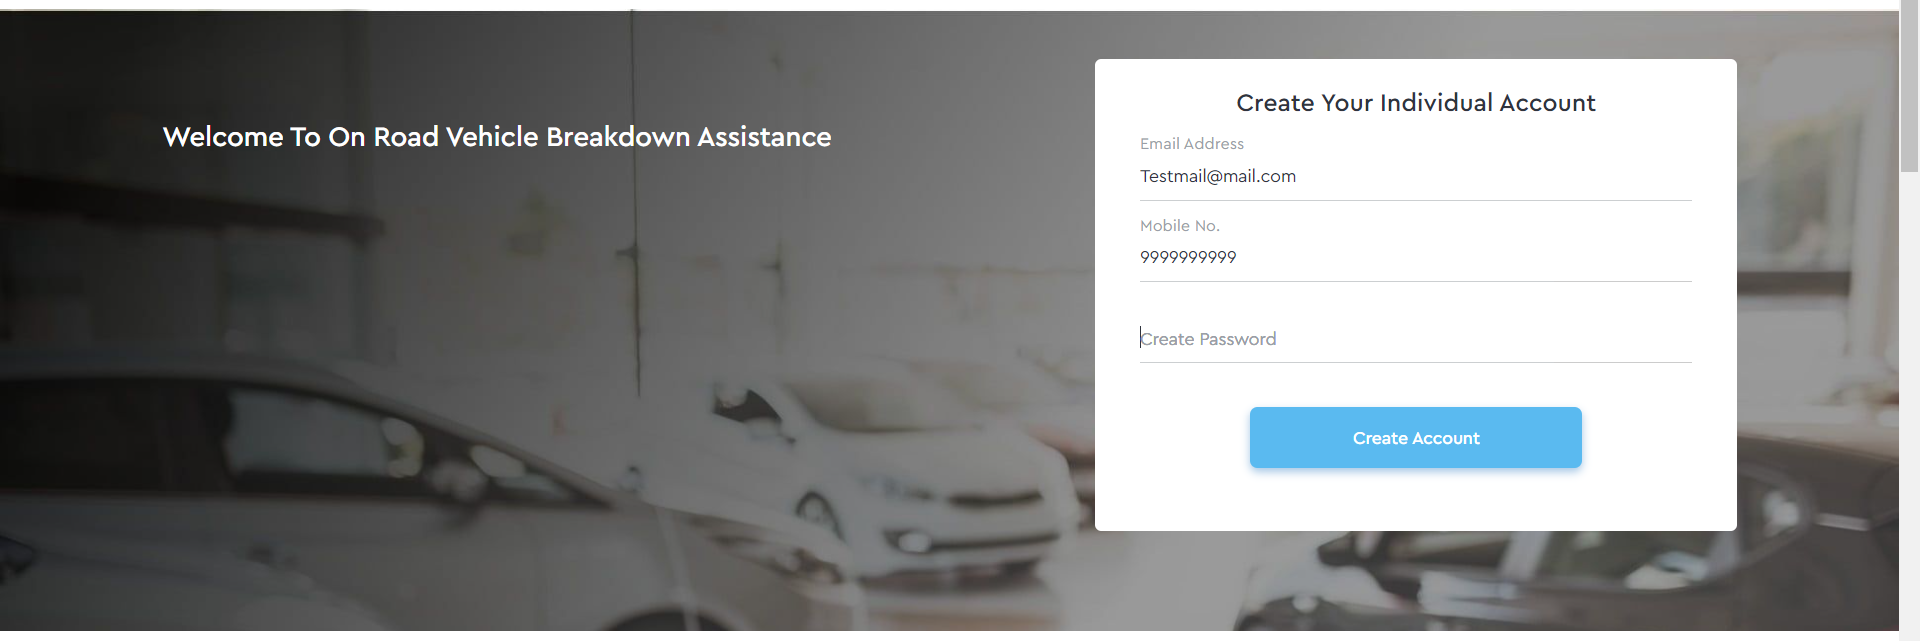 Welcome To On Road Vehicle Breakdown Assistance
Create Your Individual Account
Email Address
Testmail@mail.com
Mobile No.
9999999999
Create Password
Create Account